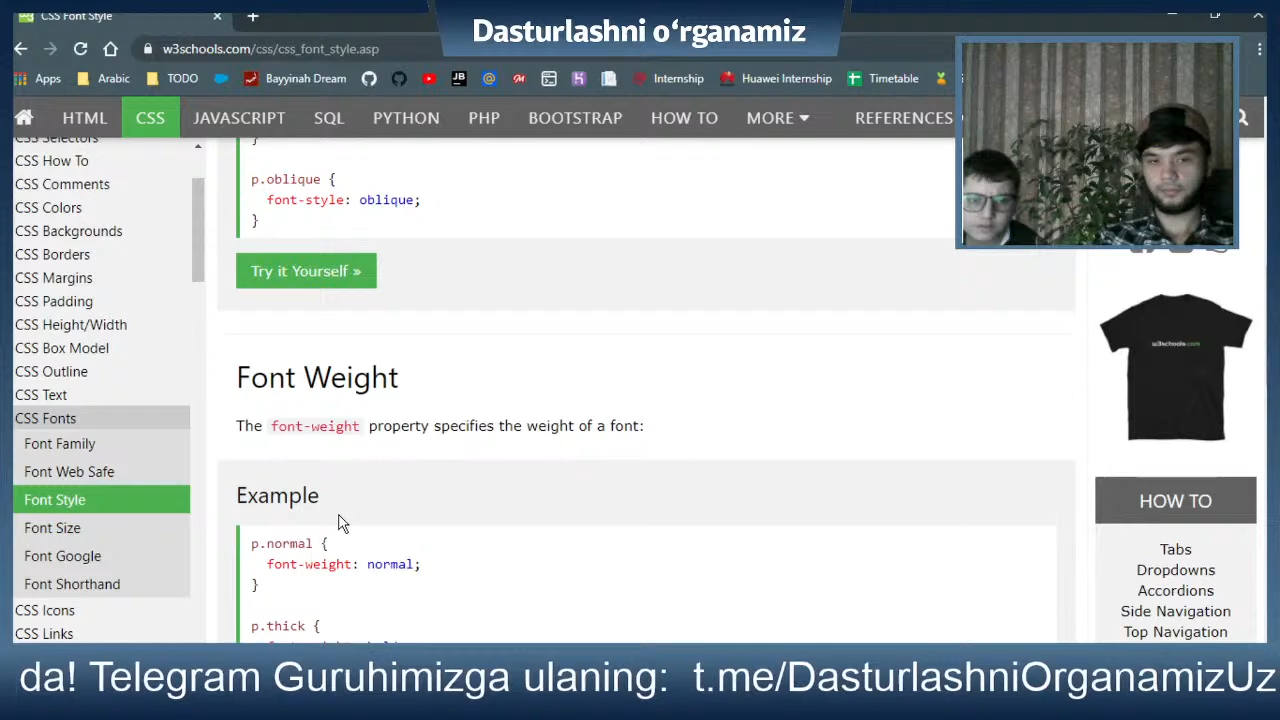 CSS Font Style
Dasturlashni o‘rganamiz
w3schools.com/css/css_font_style.asp
Apps
Arabic
TODO
Bayyinah Dream
Internship
Huawei Internship
Timetable
HTML
CSS
JAVASCRIPT
SQL
PYTHON
PHP
BOOTSTRAP
HOW TO
MORE
REFERENCES
CSS Selectors
CSS How To
CSS Comments
CSS Colors
CSS Backgrounds
CSS Borders
CSS Margins
CSS Padding
CSS Height/Width
CSS Box Model
CSS Outline
CSS Text
CSS Fonts
Font Family
Font Web Safe
Font Style
Font Size
Font Google
Font Shorthand
CSS Icons
CSS Links
}
p.oblique {
font-style: oblique;
}
Try it Yourself »
Font Weight
The font-weight property specifies the weight of a font:
Example
p.normal {
font-weight: normal;
}
p.thick {
w3schools.com
HOW TO
Tabs
Dropdowns
Accordions
Side Navigation
Top Navigation
da! Telegram Guruhimizga ulaning: t.me/DasturlashniOrganamizUz